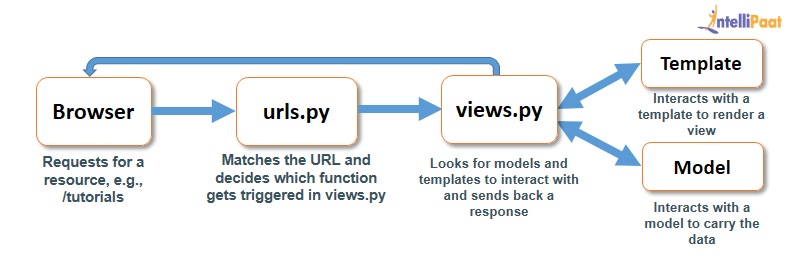 IntelliPaat
Browser
Requests for a
resource, e.g.,
/tutorials
urls.py
Matches the URL and
decides which function
gets triggered in views.py
views.py
Looks for models and
templates to interact with
and sends back a
response
Template
Interacts with a
template to render a
view
Model
Interacts with a
model to carry the
data